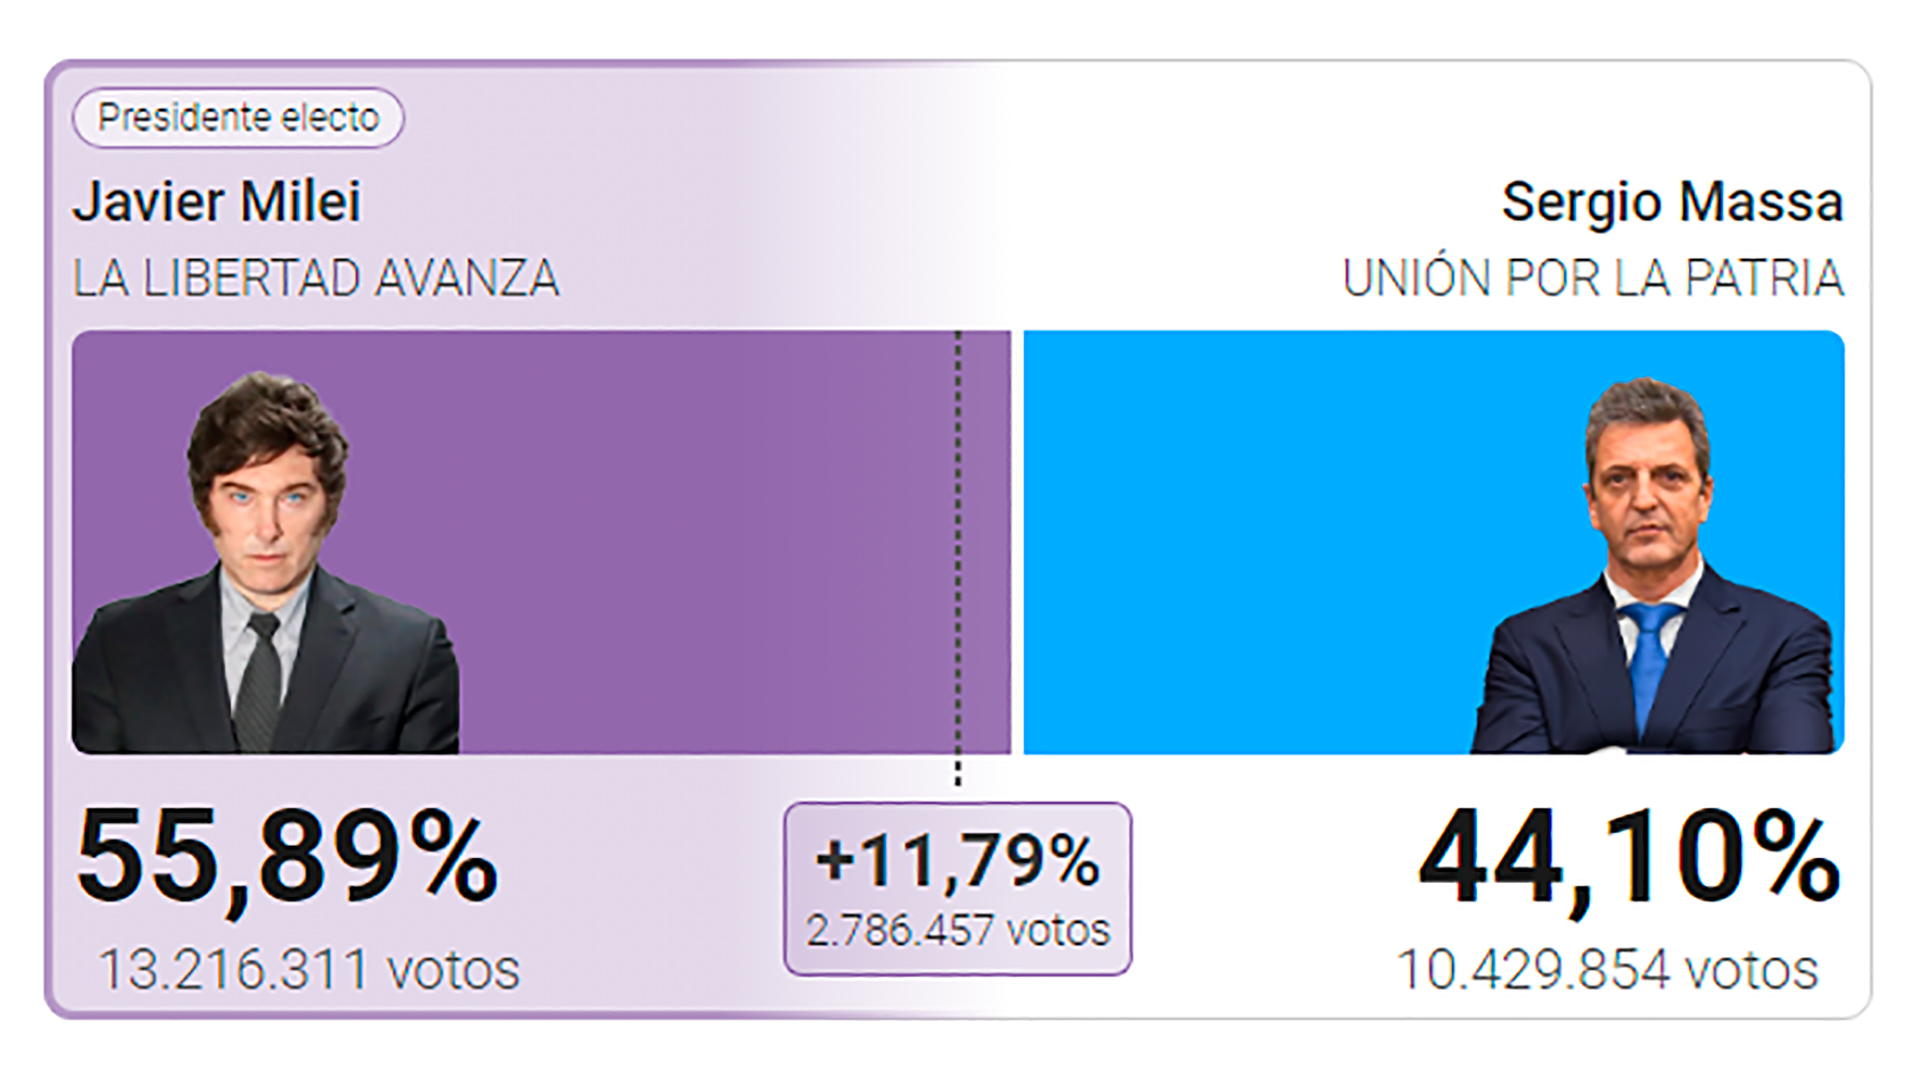 Presidente electo
Javier Milei
LA LIBERTAD AVANZA
Sergio Massa
UNIÓN POR LA PATRIA
55,89%
13.216.311 votos
+11,79%
2.786.457 votos
44,10%
10.429.854 votos